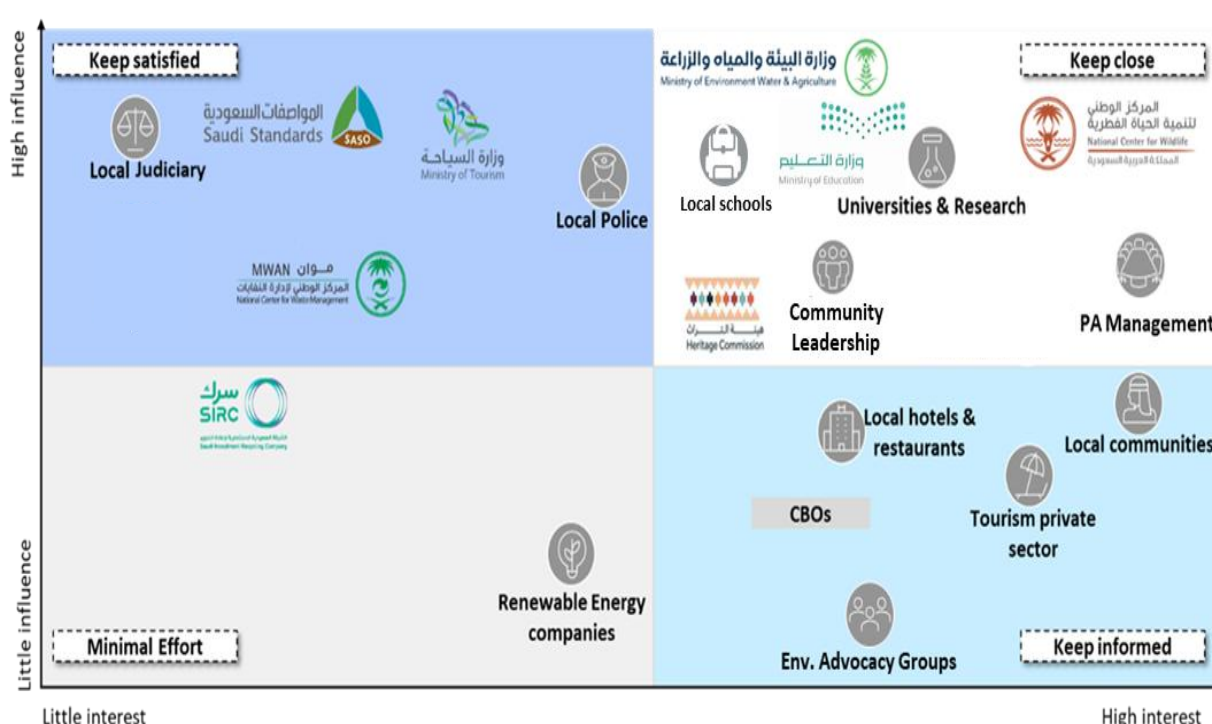 High influence
Little influence
Keep satisfied
Local Judiciary
المواصفات السعودية
Saudi Standards
SASO
وزارة السياحة
Ministry of Tourism
Local Police
MWAN موان
المركز الوطني لإدارة النفايات
National Center for Waste Management
وزارة البيئة والمياه والزراعة
Ministry of Environment Water & Agriculture
Keep close
Local schools
وزارة التعليم
Ministry of Education
Universities & Research
المركز الوطني
لتنمية الحياة الفطرية
National Center for Wildlife
المملكة العربية السعودية
هيئة التراث
Heritage Commission
Community
Leadership
PA Management
سرك
SIRC
Saudi Investment Recycling Company
Renewable Energy
companies
Minimal Effort
Local hotels &
restaurants
Local communities
CBOs
Tourism private
sector
Env. Advocacy Groups
Keep informed
Little interest
High interest